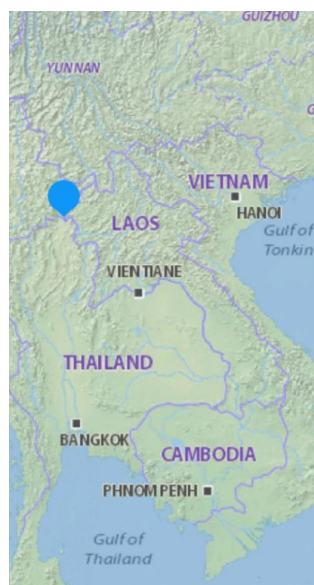 GUIZHOU
YUNNAN
VIETNAM
HANOI
LAOS
Gulf of
Tonkin
VIENTIANE
THAILAND
BANGKOK
CAMBODIA
PHNOM PENH
Gulf of
Thailand